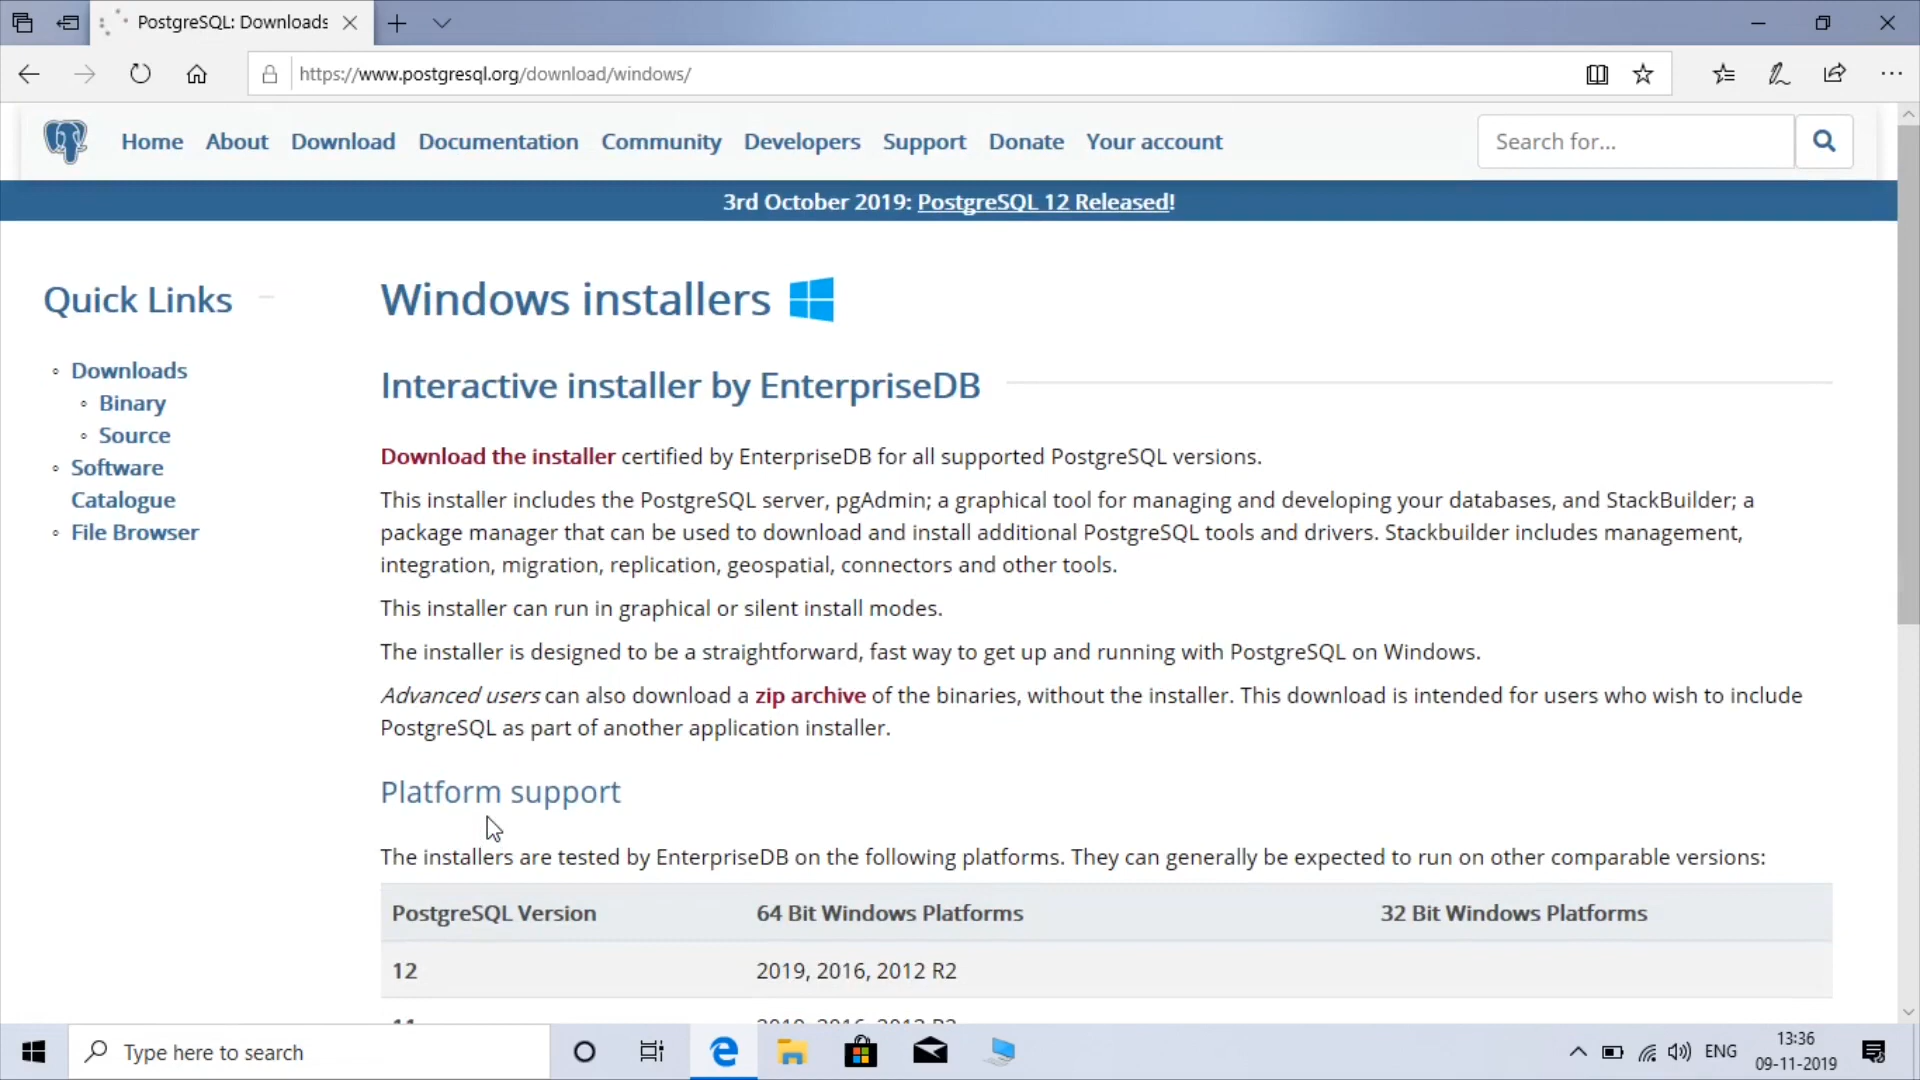 PostgreSQL: Downloads
https://www.postgresql.org/download/windows/
Home About Download Documentation Community Developers Support Donate Your account
Search for...
3rd October 2019: PostgreSQL 12 Released!
Quick Links
Downloads
Binary
Source
Software
Catalogue
File Browser
Windows installers
Interactive installer by EnterpriseDB
Download the installer certified by EnterpriseDB for all supported PostgreSQL versions.
This installer includes the PostgreSQL server, pgAdmin; a graphical tool for managing and developing your databases, and StackBuilder; a
package manager that can be used to download and install additional PostgreSQL tools and drivers. Stackbuilder includes management,
integration, migration, replication, geospatial, connectors and other tools.
This installer can run in graphical or silent install modes.
The installer is designed to be a straightforward, fast way to get up and running with PostgreSQL on Windows.
Advanced users can also download a zip archive of the binaries, without the installer. This download is intended for users who wish to include
PostgreSQL as part of another application installer.
Platform support
The installers are tested by EnterpriseDB on the following platforms. They can generally be expected to run on other comparable versions:
PostgreSQL Version 64 Bit Windows Platforms 32 Bit Windows Platforms
12 2019, 2016, 2012 R2
Type here to search
ENG
13:36
09-11-2019